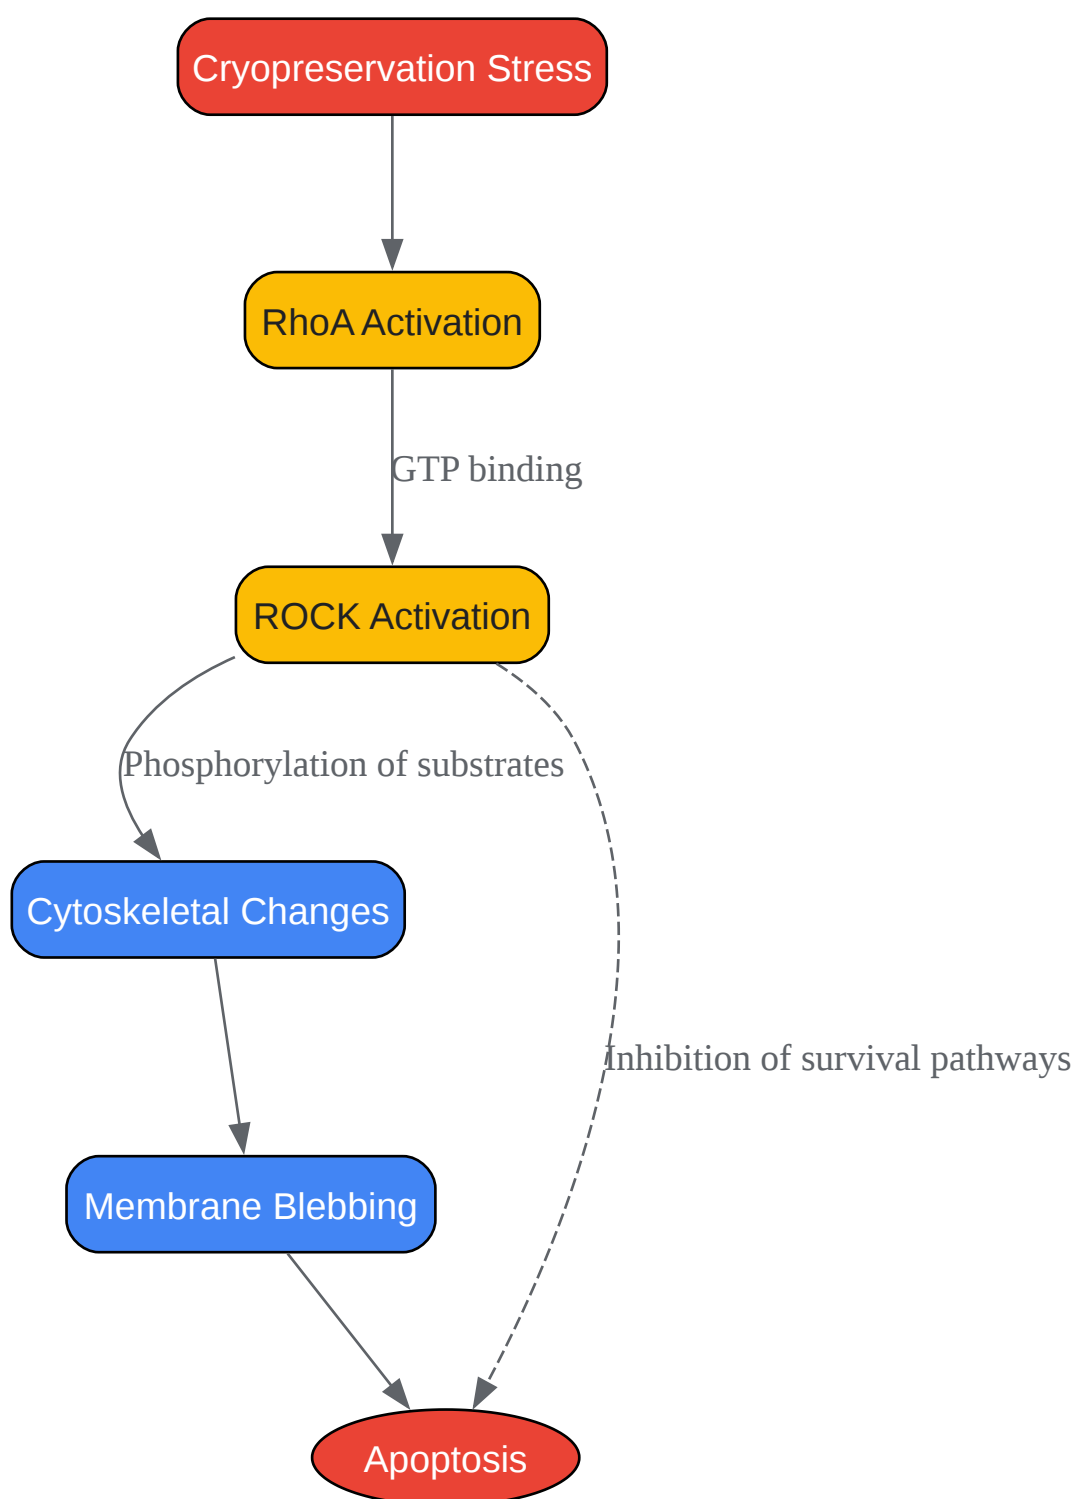 Cryopreservation Stress
RhoA Activation
GTP binding
ROCK Activation
Phosphorylation of substrates
Cytoskeletal Changes
Inhibition of survival pathways
Membrane Blebbing
Apoptosis